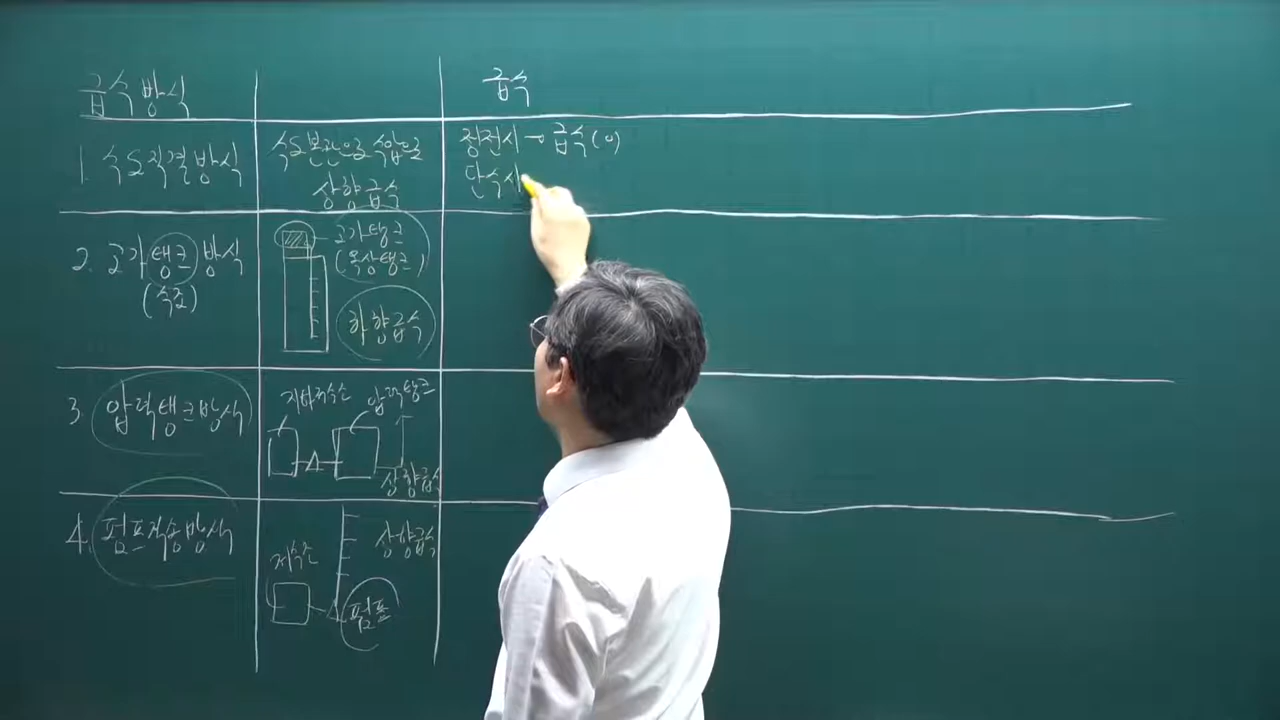 급수방식
급수
1. 수도직결방식
수도본관으로 수압으로
상향급수
정전시→급수(o)
단수시
2. 고가탱크방식
(수조)
고가탱크
(옥상탱크)
하향급수
3. 압력탱크방식
지하저수소
압력탱크
상향급수
4. 펌프직송방식
저수조
상향급수
펌프